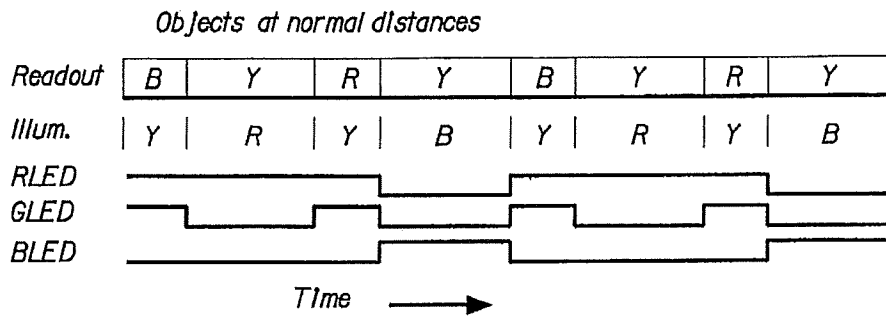 Objects at normal distances
Readout B Y R Y B Y R Y
Illum. Y R Y B Y R Y B
RLED
GLED
BLED
Time